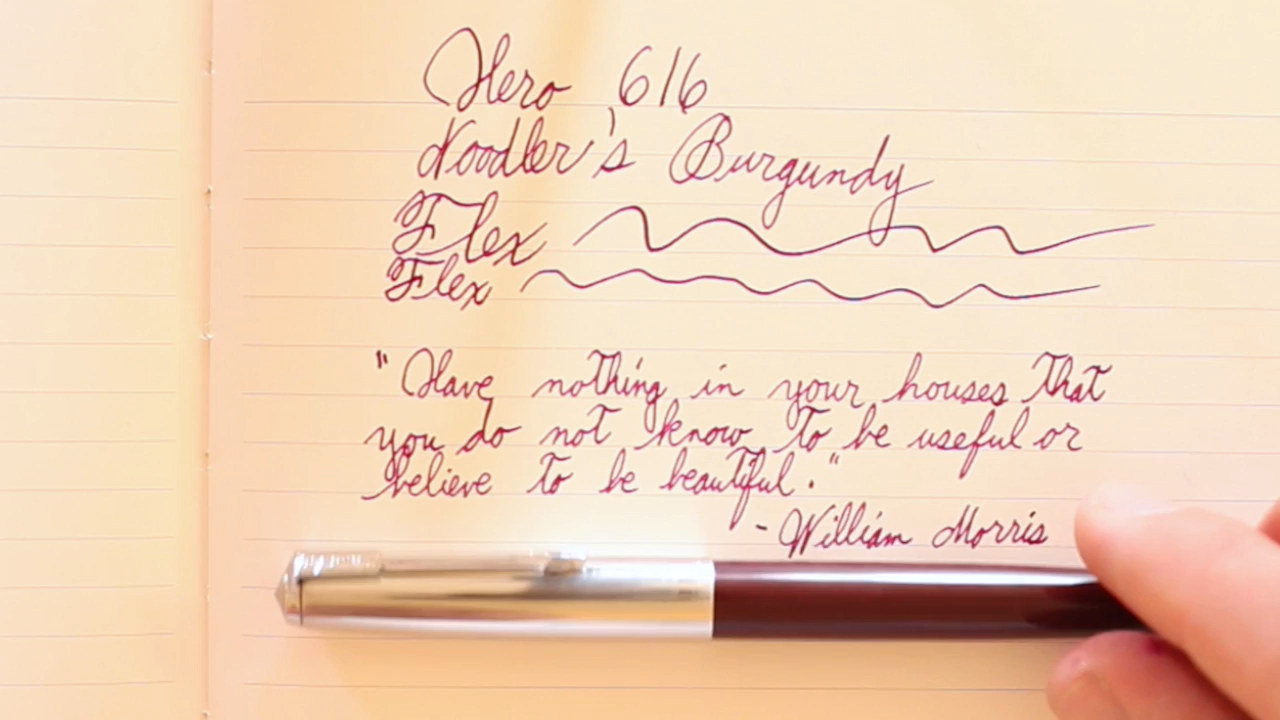 Hero 616
Noodler's Burgundy
Flex
Flex
"Have nothing in your houses that
you do not know to be useful or
believe to be beautiful."
- William Morris